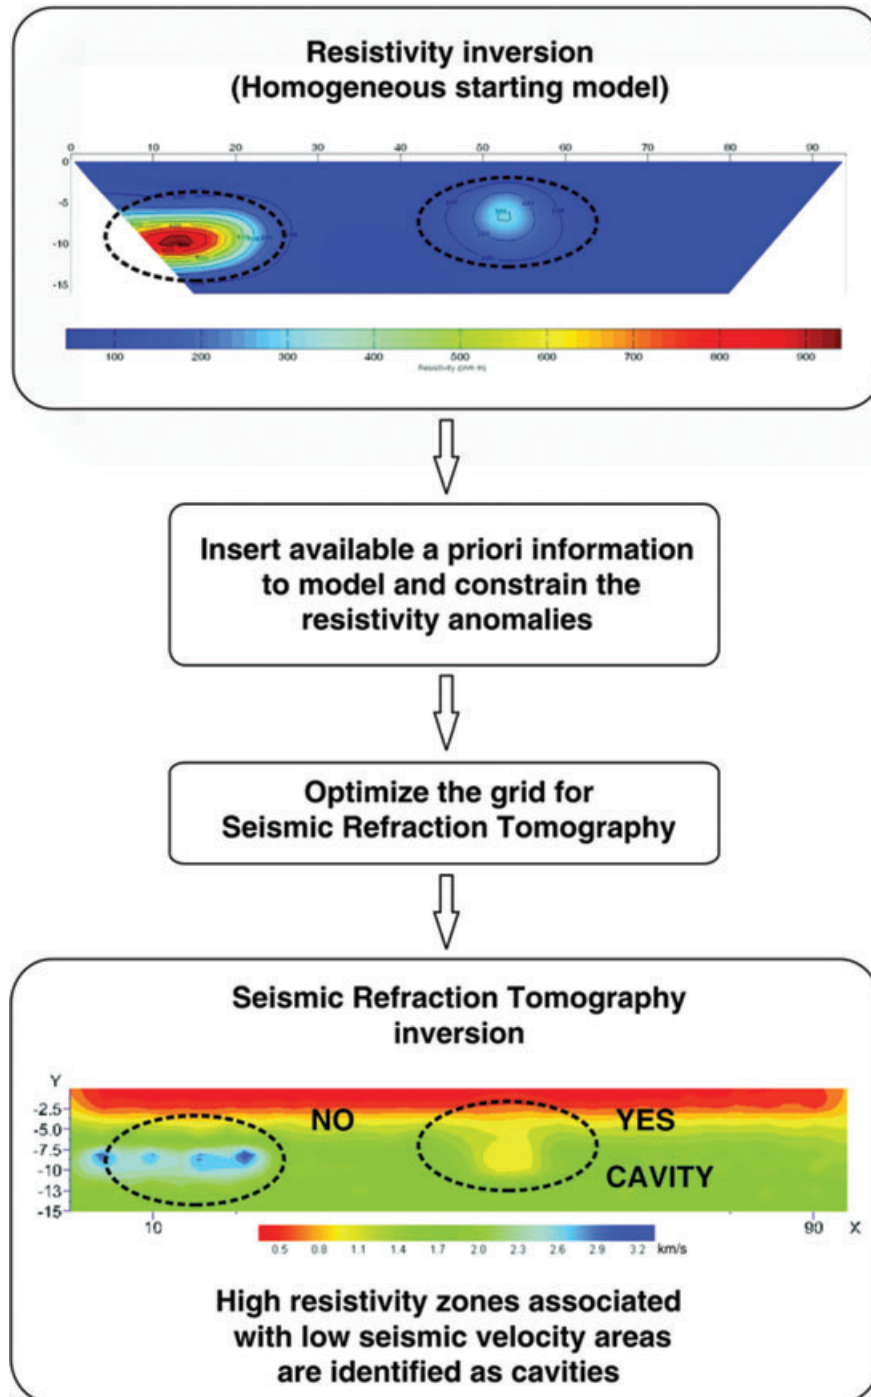 Resistivity inversion
(Homogeneous starting model)
0 10 20 30 40 50 60 70 80 90
0
-5
-10
-15
100 200 300 400 500 600 700 800 900
Insert available a priori information
to model and constrain the
resistivity anomalies
Optimize the grid for
Seismic Refraction Tomography
Seismic Refraction Tomography
inversion
Y
-2.5
-5.0
-7.5
-10
-13
-15
NO YES
CAVITY
10 90 X
0.5 0.8 1.1 1.4 1.7 2.0 2.3 2.6 2.9 3.2 km/s
High resistivity zones associated
with low seismic velocity areas
are identified as cavities